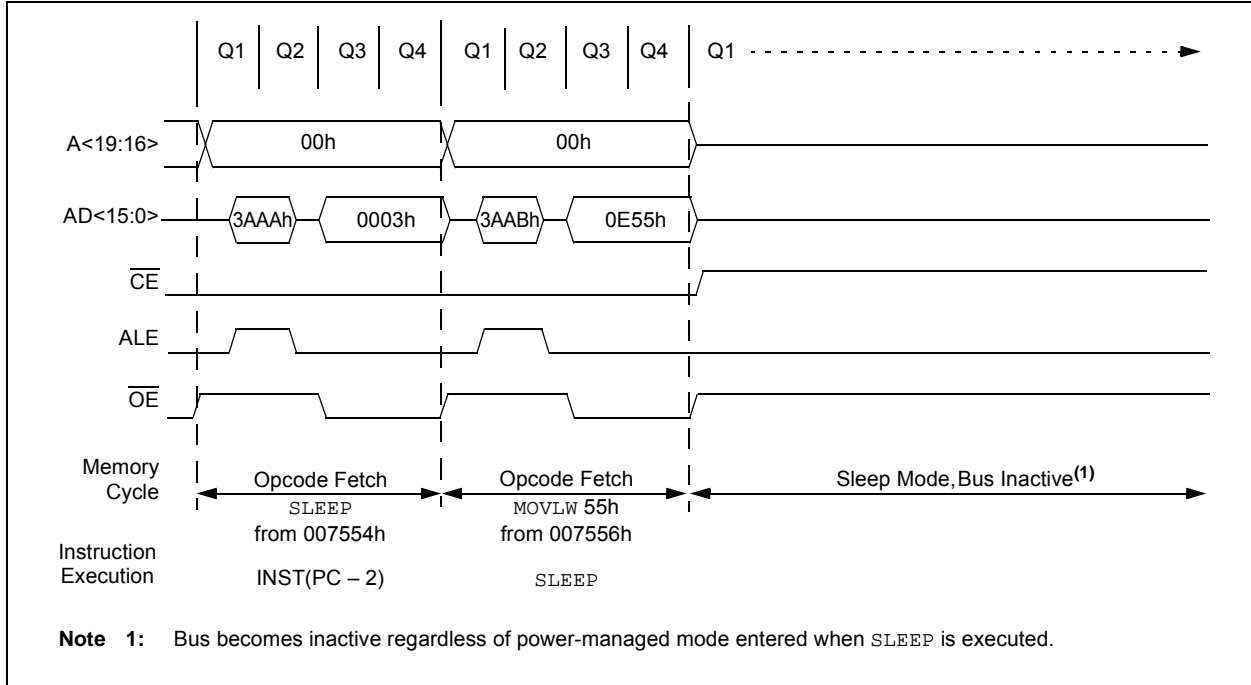 Q1 Q2 Q3 Q4 Q1 Q2 Q3 Q4 Q1
A<19:16> 00h 00h
AD<15:0> 3AAAh 0003h 3AABh 0E55h
CE
ALE
OE
Memory
Cycle
Opcode Fetch Opcode Fetch Sleep Mode, Bus Inactive(1)
SLEEP MOVLW 55h
from 007554h from 007556h
Instruction
Execution
INST(PC – 2) SLEEP
Note 1: Bus becomes inactive regardless of power-managed mode entered when SLEEP is executed.